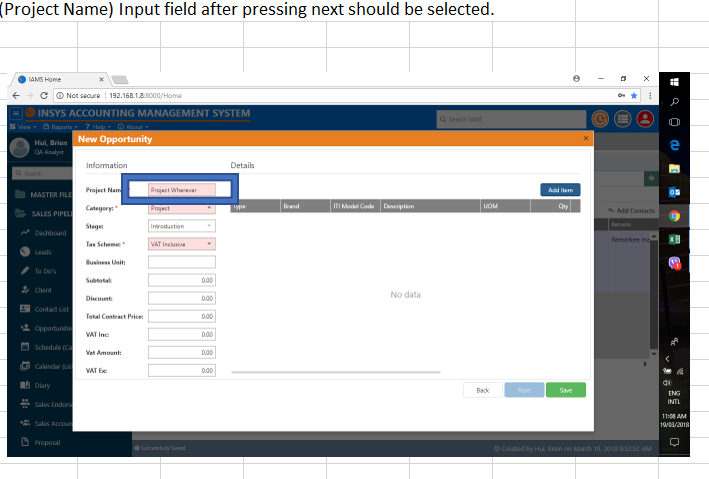 (Project Name) Input field after pressing next should be selected.
IAMS Home
Not secure | 192.168.1.8:8000/Home
INSYS ACCOUNTING MANAGEMENT SYSTEM
Search IAMS
View Reports ? Help About
Hui, Brien
QA Analyst
New Opportunity
Search
Information
Details
Project Nam
Project Wherever
Add Item
MASTER FILE
Category: *
Project
Type
Brand
ITI Model Code
Description
UOM
Qty
SALES PIPELI
Add Contacts
Stage:
Introduction
Remarks
Dashboard
Tax Scheme: *
VAT Inclusive
Remarkee mo
Leads
Business Unit:
To Do's
Subtotal:
0.00
Client
Discount:
0.00
No data
Contact List
Total Contract Price:
0.00
Opportunitie
VAT Inc:
0.00
Schedule (Ca
Vat Amount:
0.00
Calendar (Lis
VAT Ex:
0.00
Diary
Back
Next
Save
Sales Endors
Sales Accoun
Proposal
Successfully Saved
Created by Hui, Brien on March 19, 2018 9:52:52 AM
ENG
INTL
11:08 AM
19/03/2018